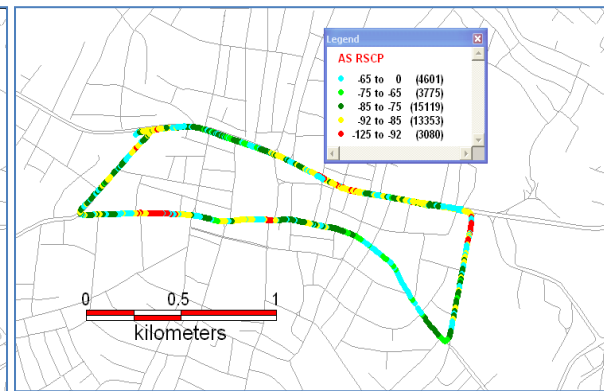 Legend
AS RSCP
-65 to 0 (4601)
-75 to -65 (3775)
-85 to -75 (15119)
-92 to -85 (13353)
-125 to -92 (3080)
0 0.5 1
kilometers